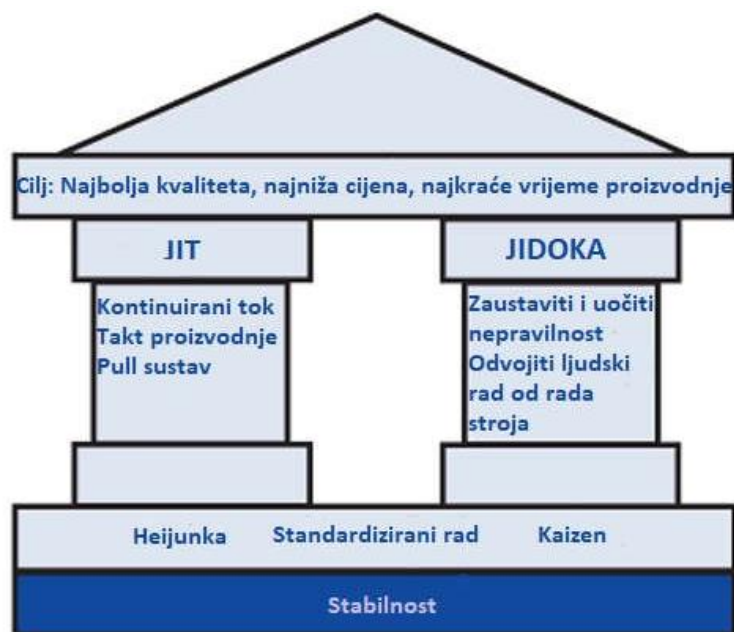 Cilj: Najbolja kvaliteta, najniža cijena, najkraće vrijeme proizvodnje
JIT
Kontinuirani tok
Takt proizvodnje
Pull sustav
JIDOKA
Zaustaviti i uočiti
nepravilnost
Odvojiti ljudski
rad od rada
stroja
Heijunka Standardizirani rad Kaizen
Stabilnost